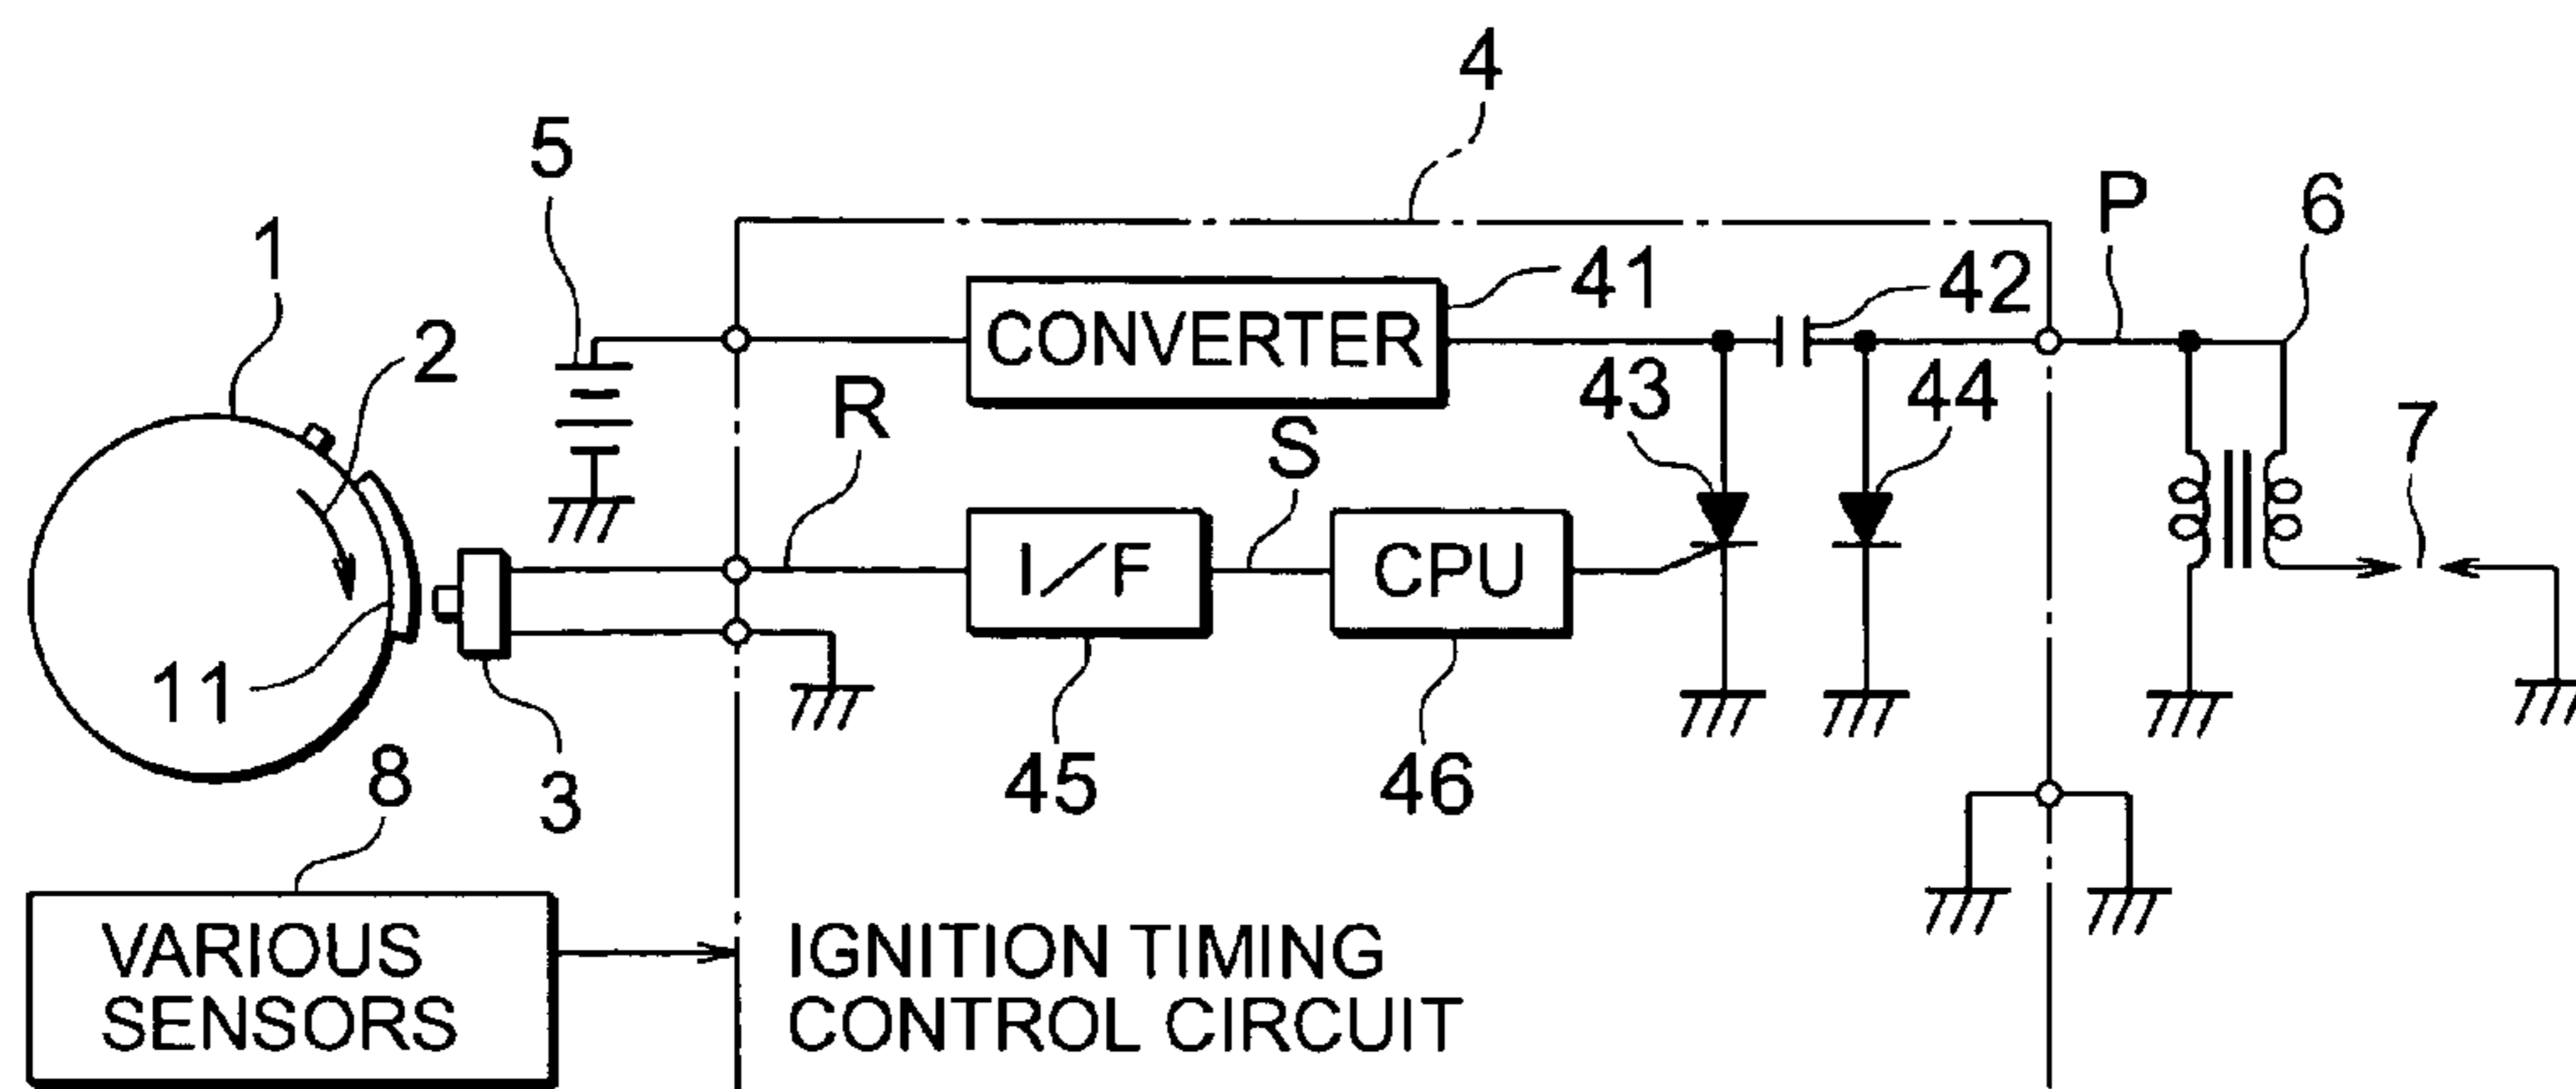 4
5
P
6
1
41
42
2
CONVERTER
R
43
44
S
7
I/F
CPU
11
3
45
46
8
VARIOUS
SENSORS
IGNITION TIMING
CONTROL CIRCUIT